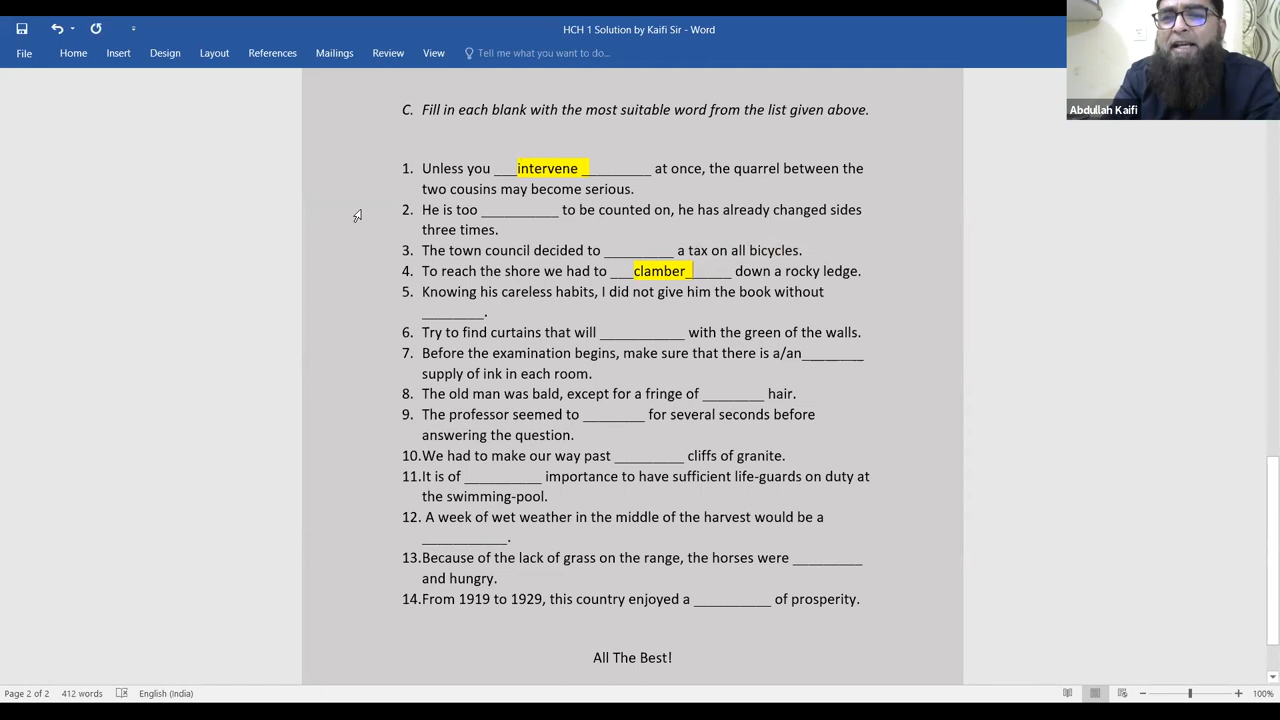 HCH 1 Solution by Kaifi Sir - Word
File Home Insert Design Layout References Mailings Review View Tell me what you want to do...
Abdullah Kaifi
C. Fill in each blank with the most suitable word from the list given above.
1. Unless you ___intervene _________ at once, the quarrel between the
two cousins may become serious.
2. He is too __________ to be counted on, he has already changed sides
three times.
3. The town council decided to _________ a tax on all bicycles.
4. To reach the shore we had to ___clamber ______ down a rocky ledge.
5. Knowing his careless habits, I did not give him the book without
________.
6. Try to find curtains that will ___________ with the green of the walls.
7. Before the examination begins, make sure that there is a/an________
supply of ink in each room.
8. The old man was bald, except for a fringe of ________ hair.
9. The professor seemed to ________ for several seconds before
answering the question.
10.We had to make our way past _________ cliffs of granite.
11.It is of __________ importance to have sufficient life-guards on duty at
the swimming-pool.
12. A week of wet weather in the middle of the harvest would be a
___________.
13.Because of the lack of grass on the range, the horses were _________
and hungry.
14.From 1919 to 1929, this country enjoyed a __________ of prosperity.
All The Best!
Page 2 of 2 412 words English (India) 100%